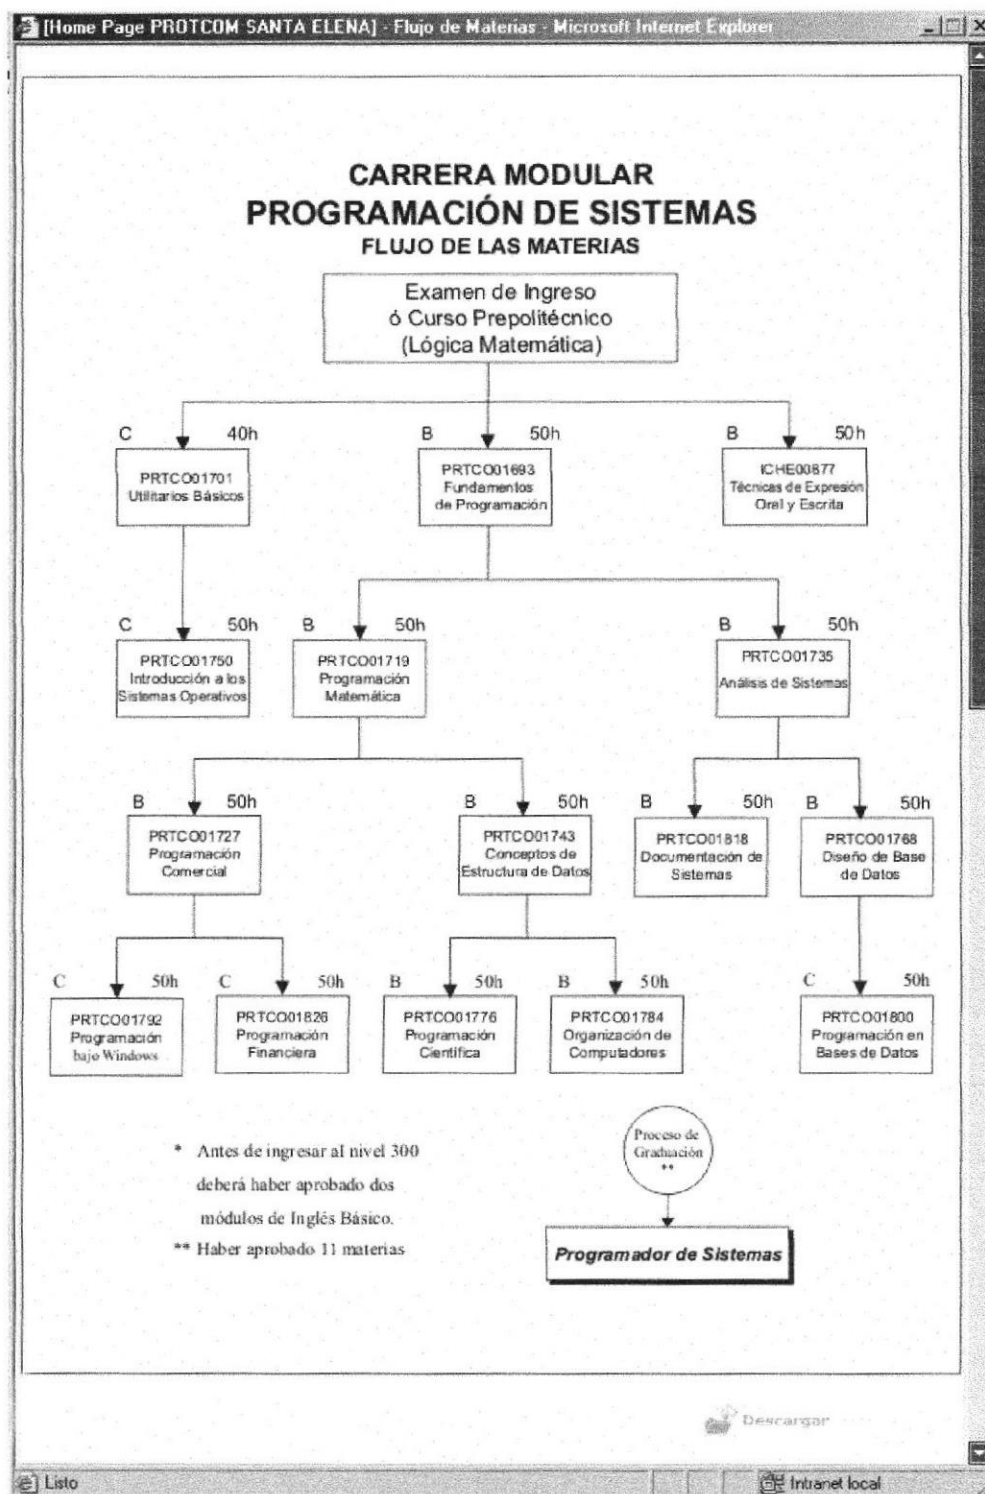 [Home Page PROTCOM SANTA ELENA] - Flujo de Materias - Microsoft Internet Explorer
CARRERA MODULAR
PROGRAMACIÓN DE SISTEMAS
FLUJO DE LAS MATERIAS
Examen de Ingreso
ó Curso Prepolitécnico
(Lógica Matemática)
C 40h
PRTCO01701
Utilitarios Básicos
B 50h
PRTCO01693
Fundamentos
de Programación
B 50h
ICHE00877
Técnicas de Expresión
Oral y Escrita
C 50h
PRTCO01750
Introducción a los
Sistemas Operativos
B 50h
PRTCO01719
Programación
Matemática
B 50h
PRTCO01735
Análisis de Sistemas
B 50h
PRTCO01727
Programación
Comercial
B 50h
PRTCO01743
Conceptos de
Estructura de Datos
B 50h
PRTCO01818
Documentación de
Sistemas
B 50h
PRTCO01768
Diseño de Base
de Datos
C 50h
PRTCO01792
Programación
bajo Windows
C 50h
PRTCO01826
Programación
Financiera
B 50h
PRTCO01776
Programación
Científica
B 50h
PRTCO01784
Organización de
Computadores
C 50h
PRTCO01800
Programación en
Bases de Datos
* Antes de ingresar al nivel 300
deberá haber aprobado dos
módulos de Inglés Básico.
** Haber aprobado 11 materias
Proceso de
Graduación
**
Programador de Sistemas
Descargar
Listo
Intranet local